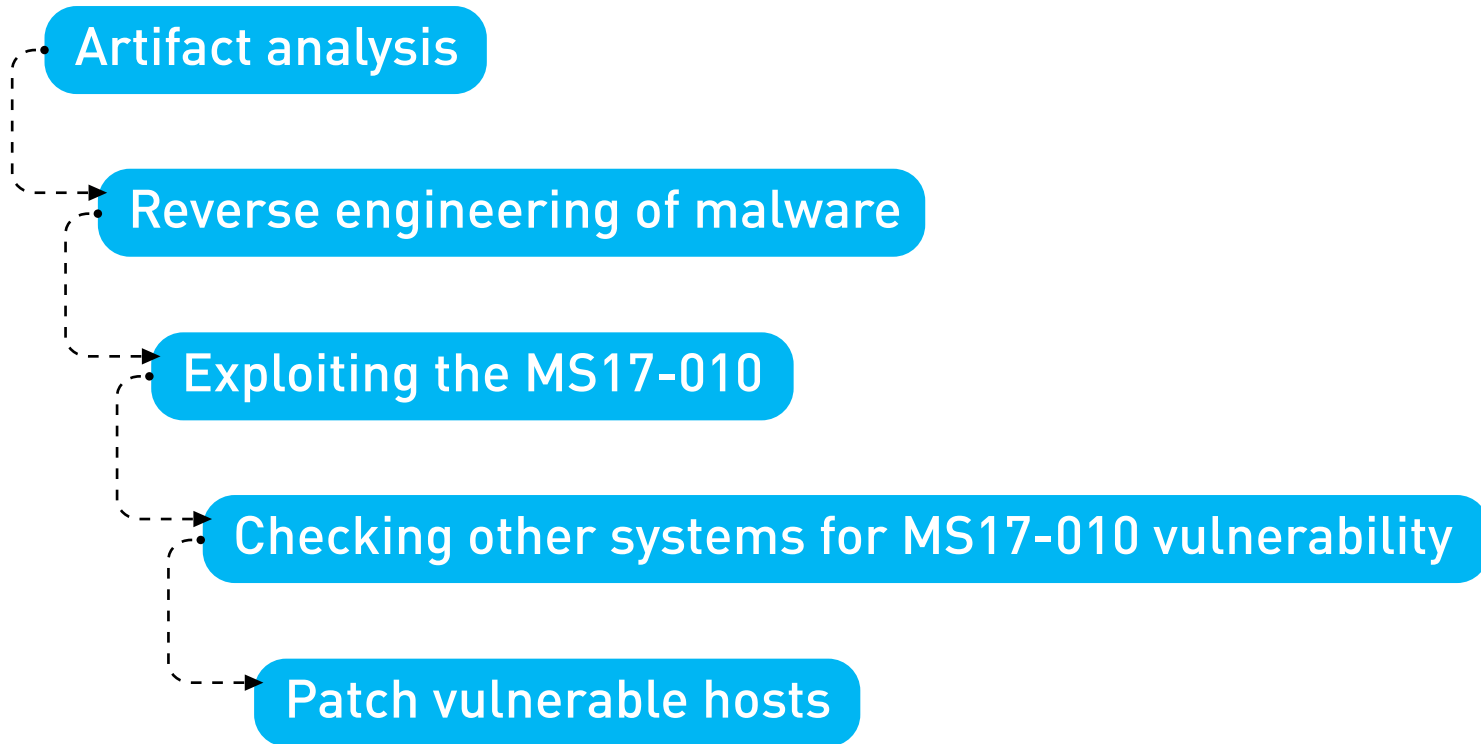 Artifact analysis
Reverse engineering of malware
Exploiting the MS17-010
Checking other systems for MS17-010 vulnerability
Patch vulnerable hosts